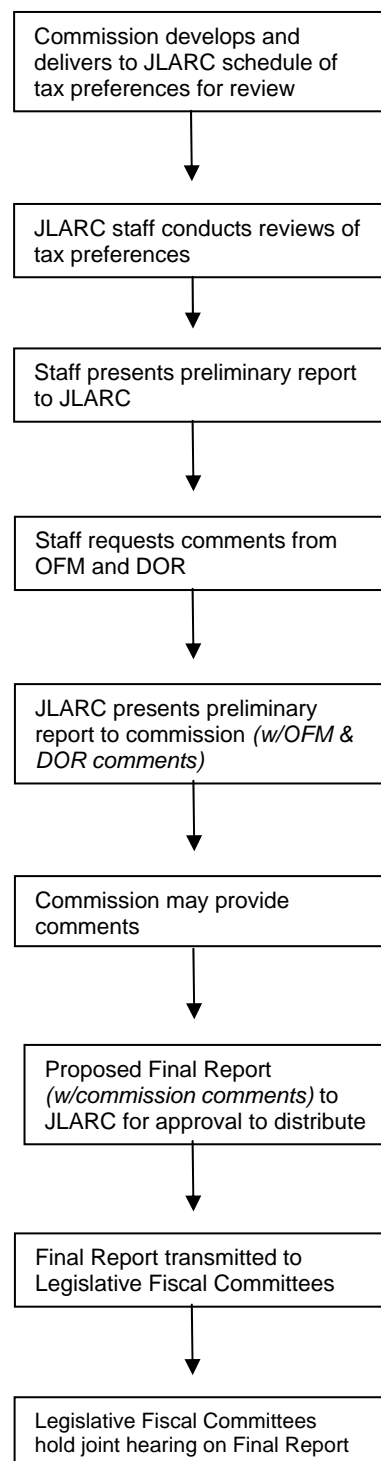 Commission develops and
delivers to JLARC schedule of
tax preferences for review
JLARC staff conducts reviews of
tax preferences
Staff presents preliminary report
to JLARC
Staff requests comments from
OFM and DOR
JLARC presents preliminary
report to commission (w/OFM &
DOR comments)
Commission may provide
comments
Proposed Final Report
(w/commission comments) to
JLARC for approval to distribute
Final Report transmitted to
Legislative Fiscal Committees
Legislative Fiscal Committees
hold joint hearing on Final Report